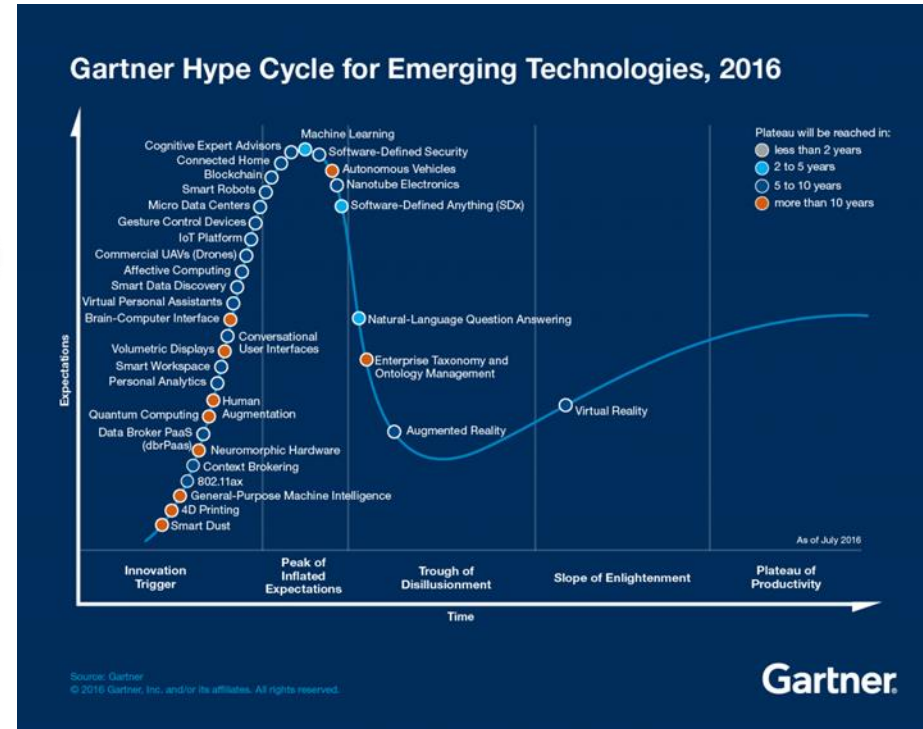 Gartner Hype Cycle for Emerging Technologies, 2016
Plateau will be reached in:
less than 2 years
2 to 5 years
5 to 10 years
more than 10 years
Machine Learning
Cognitive Expert Advisors
Software-Defined Security
Connected Home
Autonomous Vehicles
Blockchain
Nanotube Electronics
Smart Robots
Micro Data Centers
Software-Defined Anything (SDx)
Gesture Control Devices
IoT Platform
Commercial UAVs (Drones)
Affective Computing
Smart Data Discovery
Virtual Personal Assistants
Brain-Computer Interface
Natural-Language Question Answering
Conversational
User Interfaces
Volumetric Displays
Enterprise Taxonomy and
Ontology Management
Smart Workspace
Personal Analytics
Human
Augmentation
Quantum Computing
Virtual Reality
Data Broker PaaS
(dbrPaas)
Augmented Reality
Neuromorphic Hardware
Context Brokering
802.11ax
General-Purpose Machine Intelligence
4D Printing
Smart Dust
Expectations
As of July 2016
Innovation
Trigger
Peak of
Inflated
Expectations
Trough of
Disillusionment
Slope of Enlightenment
Plateau of
Productivity
Time
Source: Gartner
© 2016 Gartner, Inc. and/or its affiliates. All rights reserved.
Gartner®